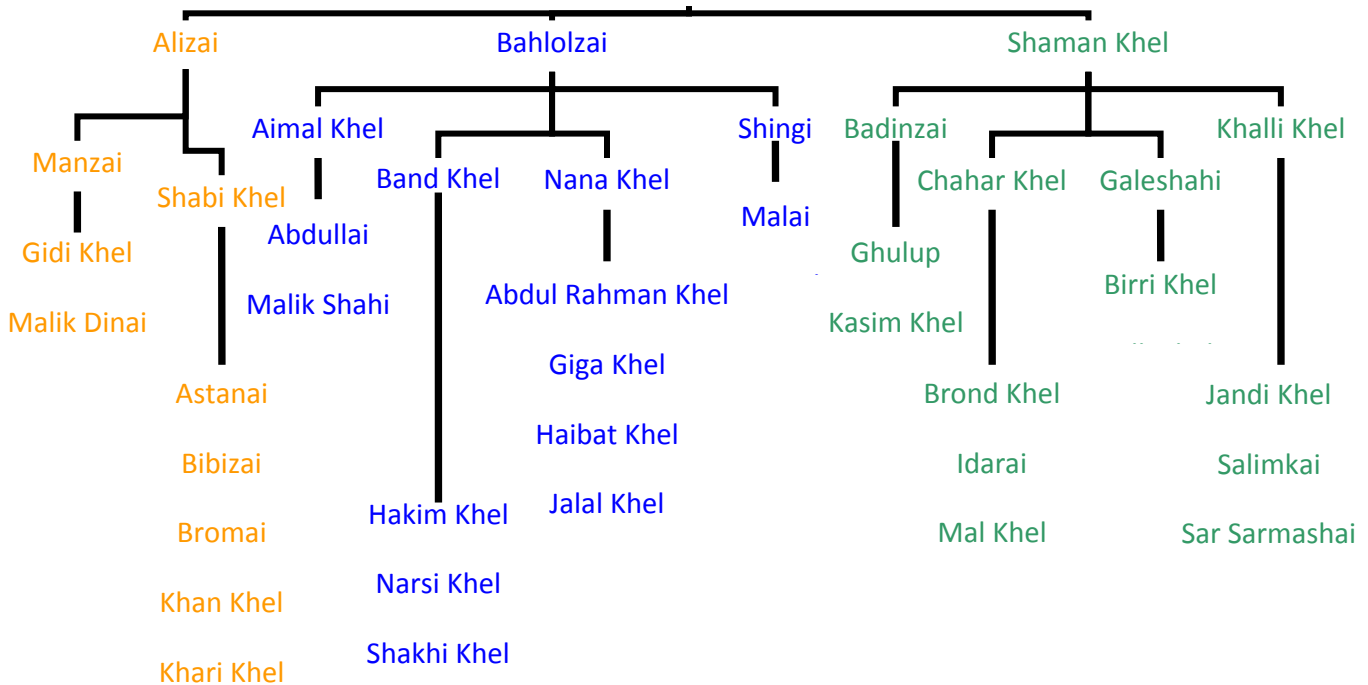 Alizai
Bahlolzai
Shaman Khel
Manzai
Gidi Khel
Malik Dinai
Shabi Khel
Astanai
Bibizai
Bromai
Khan Khel
Khari Khel
Aimal Khel
Abdullai
Malik Shahi
Band Khel
Hakim Khel
Narsi Khel
Shakhi Khel
Nana Khel
Abdul Rahman Khel
Giga Khel
Haibat Khel
Jalal Khel
Shingi
Malai
Badinzai
Ghulup
Kasim Khel
Chahar Khel
Brond Khel
Idarai
Mal Khel
Galeshahi
Birri Khel
Khalli Khel
Jandi Khel
Salimkai
Sar Sarmashai